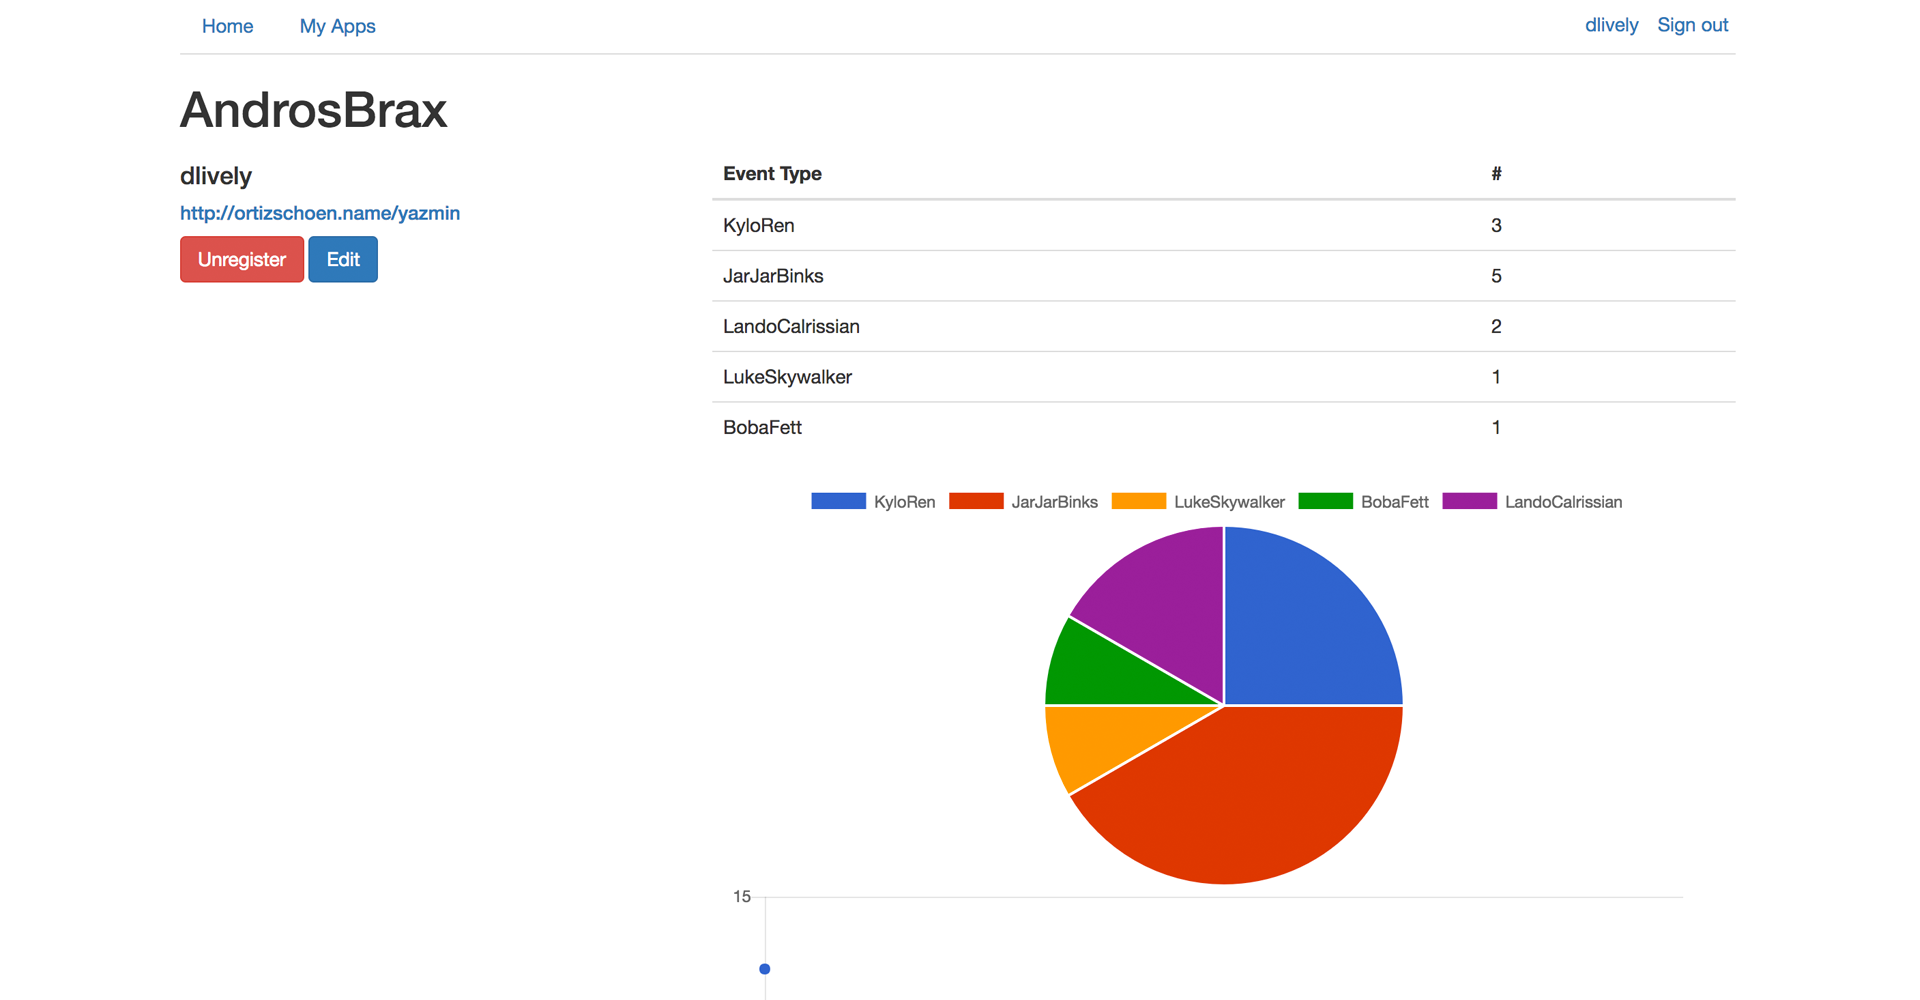 Home My Apps dlively Sign out
AndrosBrax
dlively
http://ortizschoen.name/yazmin
Unregister Edit
Event Type #
KyloRen 3
JarJarBinks 5
LandoCalrissian 2
LukeSkywalker 1
BobaFett 1
KyloRen JarJarBinks LukeSkywalker BobaFett LandoCalrissian
15